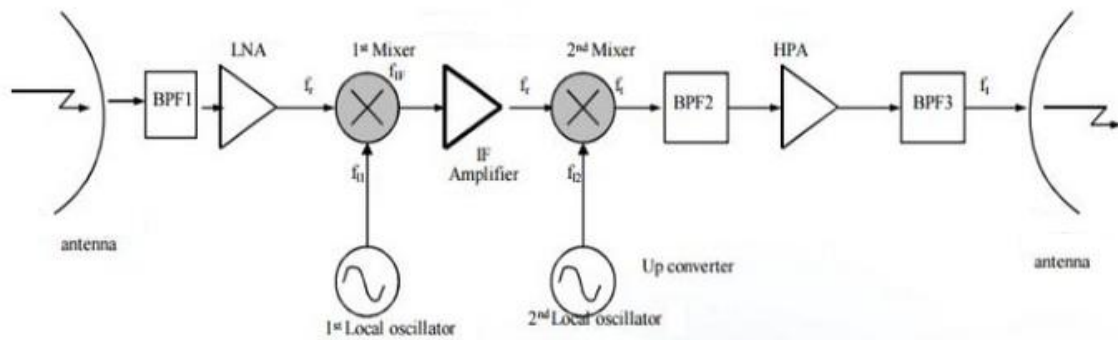 LNA
1st Mixer
2nd Mixer
HPA
BPF1
fr
fIF
fr
ft
BPF2
BPF3
ft
fl1
IF
Amplifier
fl2
antenna
Up converter
antenna
1st Local oscillator
2nd Local oscillator